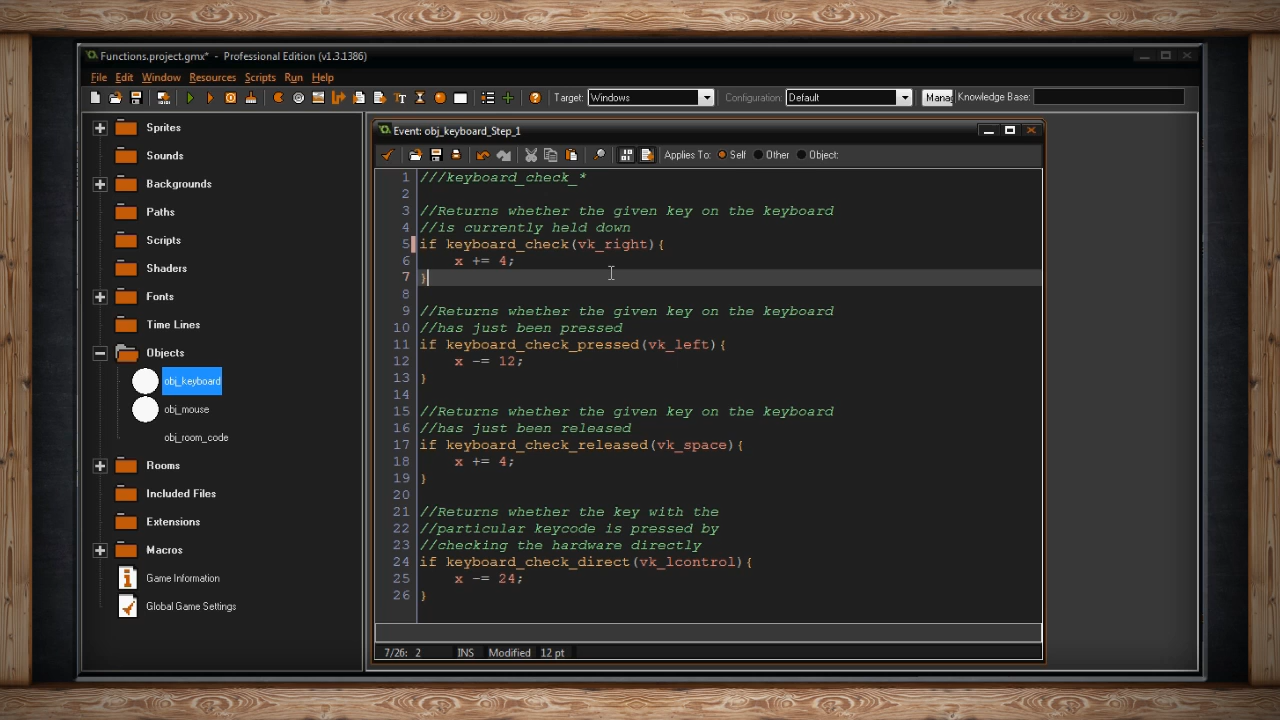 Functions.project.gmx* - Professional Edition (v1.3.1386)
File Edit Window Resources Scripts Run Help
Target: Windows Configuration: Default Mana Knowledge Base:
Sprites
Sounds
Backgrounds
Paths
Scripts
Shaders
Fonts
Time Lines
Objects
obj_keyboard
obj_mouse
obj_room_code
Rooms
Included Files
Extensions
Macros
Game Information
Global Game Settings
Event: obj_keyboard_Step_1
Applies To: Self Other Object:
1 ///keyboard_check_*
2
3 //Returns whether the given key on the keyboard
4 //is currently held down
5 if keyboard_check(vk_right){
6 x += 4;
7 }
8
9 //Returns whether the given key on the keyboard
10 //has just been pressed
11 if keyboard_check_pressed(vk_left){
12 x -= 12;
13 }
14
15 //Returns whether the given key on the keyboard
16 //has just been released
17 if keyboard_check_released(vk_space){
18 x += 4;
19 }
20
21 //Returns whether the key with the
22 //particular keycode is pressed by
23 //checking the hardware directly
24 if keyboard_check_direct(vk_lcontrol){
25 x -= 24;
26 }
7/26: 2 INS Modified 12 pt